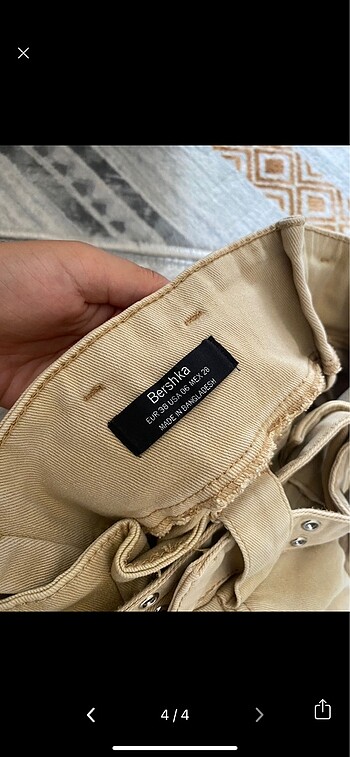 Bershka
EUR 38 USA 06 MEX 28
MADE IN BANGLADESH
4 / 4